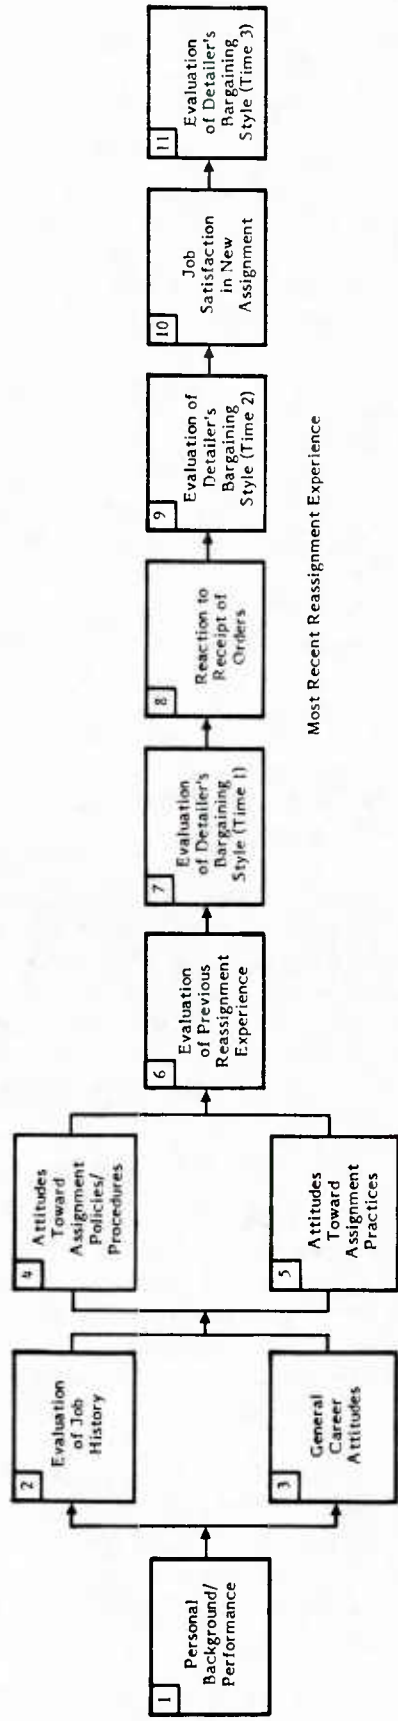 1
Personal
Background/
Performance
2
Evaluation
of Job
History
3
General
Career
Attitudes
4
Attitudes
Toward
Assignment
Policies/
Procedures
5
Attitudes
Toward
Assignment
Practices
6
Evaluation
of Previous
Reassignment
Experience
7
Evaluation
of Detailer's
Bargaining
Style (Time 1)
8
Reaction to
Receipt of
Orders
9
Evaluation of
Detailer's
Bargaining
Style (Time 2)
10
Job
Satisfaction
in New
Assignment
11
Evaluation
of Detailer's
Bargaining
Style (Time 3)
Most Recent Reassignment Experience